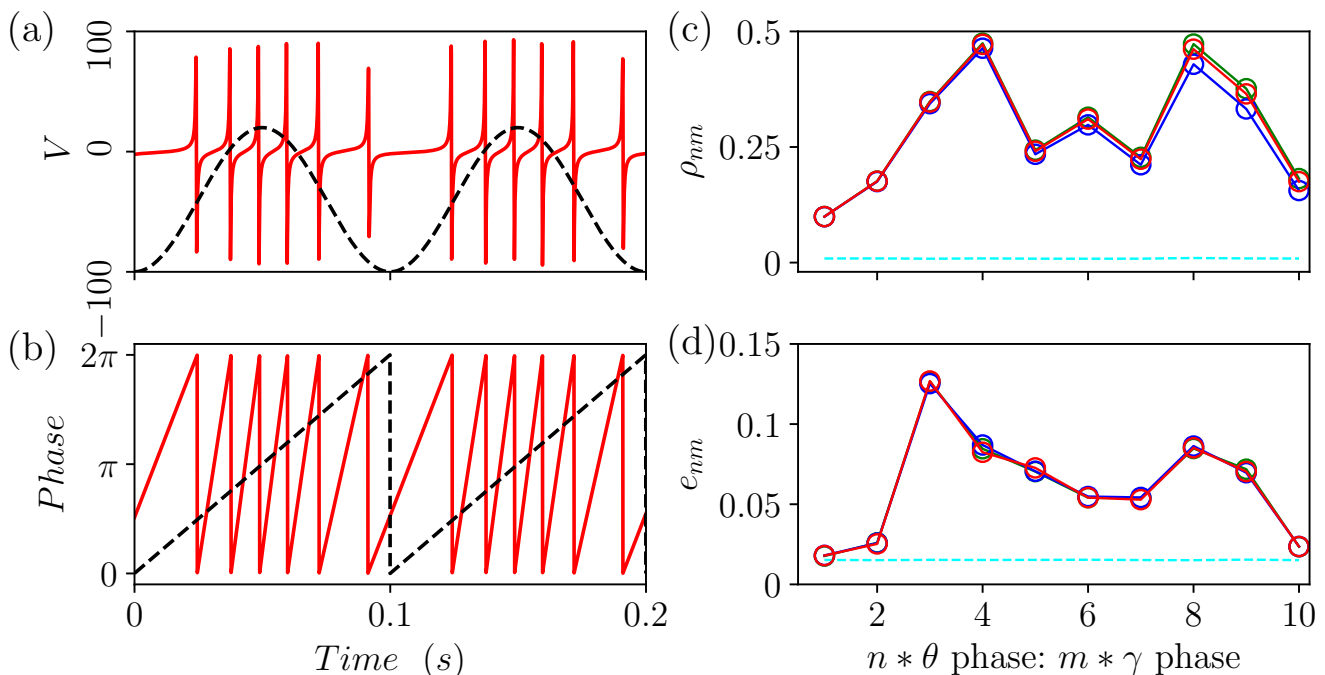 (a)
100
0
−100
V
(b)
2π
π
0
Phase
0
0.1
0.2
Time (s)
(c)
0.5
0.25
0
ρnm
(d)
0.15
0.1
0.05
0
enm
2
4
6
8
10
n ∗ θ phase: m ∗ γ phase